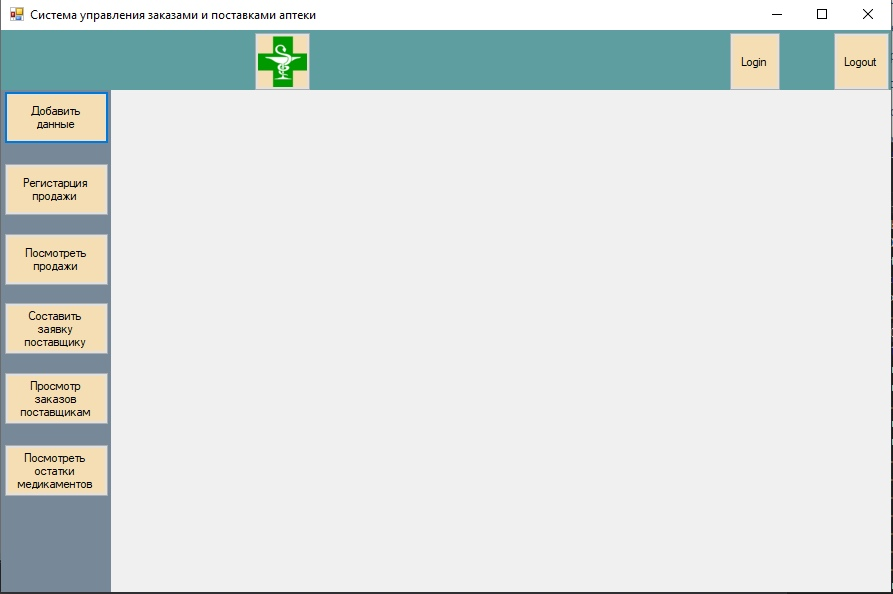 Система управления заказами и поставками аптеки
Login
Logout
Добавить
данные
Регистарция
продажи
Посмотреть
продажи
Составить
заявку
поставщику
Просмотр
заказов
поставщикам
Посмотреть
остатки
медикаментов